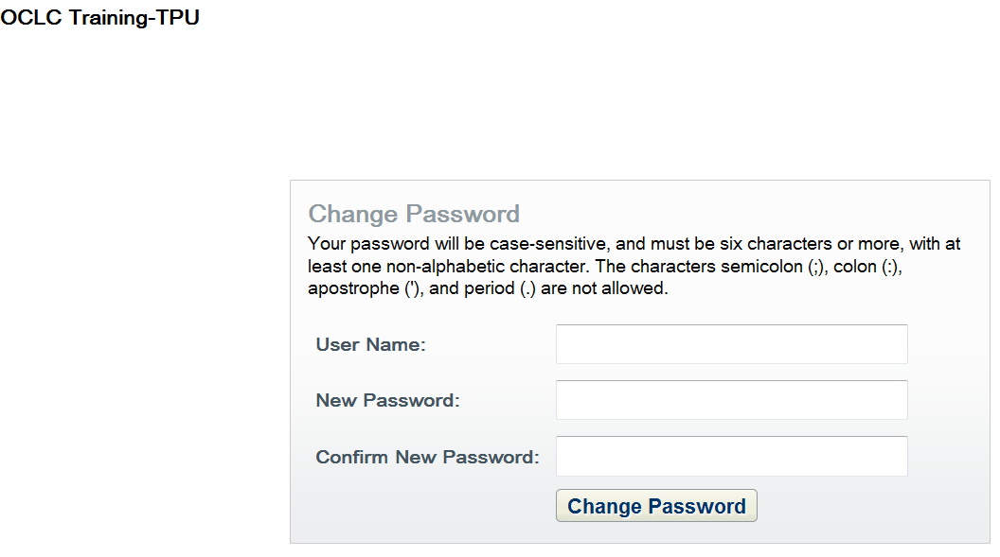 OCLC Training-TPU
Change Password
Your password will be case-sensitive, and must be six characters or more, with at
least one non-alphabetic character. The characters semicolon (;), colon (:),
apostrophe ('), and period (.) are not allowed.
User Name:
New Password:
Confirm New Password:
Change Password